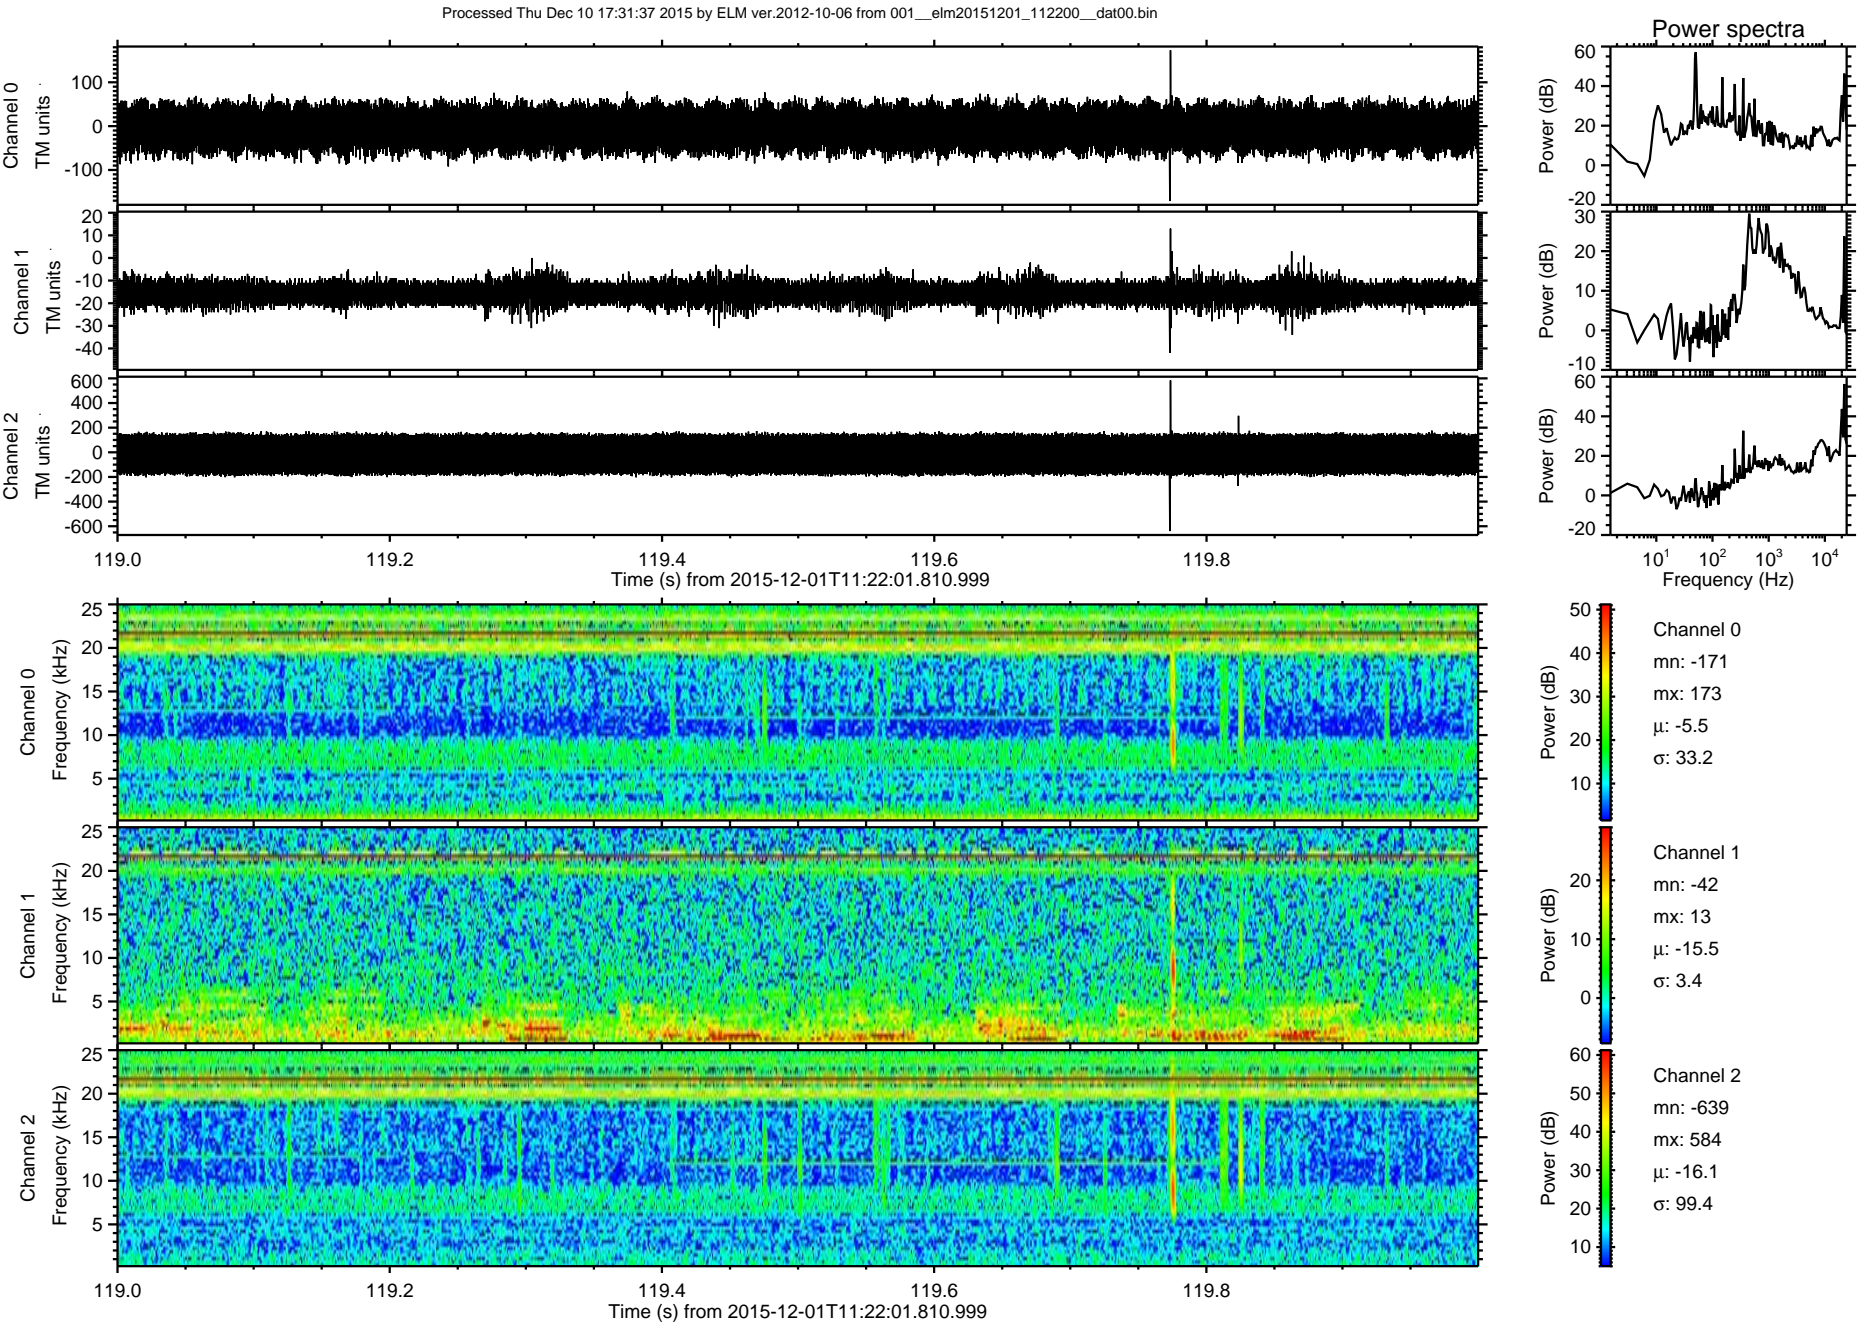 Processed Thu Dec 10 17:31:37 2015 by ELM ver.2012-10-06 from 001__elm20151201_112200__dat00.bin
Power spectra
Channel 0
TM units
100
0
-100
Power (dB)
60
40
20
0
-20
Channel 1
TM units
20
10
0
-10
-20
-30
-40
Power (dB)
30
20
10
0
-10
Channel 2
TM units
600
400
200
0
-200
-400
-600
Power (dB)
60
40
20
0
-20
119.0 119.2 119.4 119.6 119.8
Time (s) from 2015-12-01T11:22:01.810.999
10¹ 10² 10³ 10⁴
Frequency (Hz)
Channel 0
Frequency (kHz)
25
20
15
10
5
Power (dB)
50
40
30
20
10
Channel 0
mn: -171
mx: 173
μ: -5.5
σ: 33.2
Channel 1
Frequency (kHz)
25
20
15
10
5
Power (dB)
20
10
0
Channel 1
mn: -42
mx: 13
μ: -15.5
σ: 3.4
Channel 2
Frequency (kHz)
25
20
15
10
5
Power (dB)
60
50
40
30
20
10
Channel 2
mn: -639
mx: 584
μ: -16.1
σ: 99.4
119.0 119.2 119.4 119.6 119.8
Time (s) from 2015-12-01T11:22:01.810.999